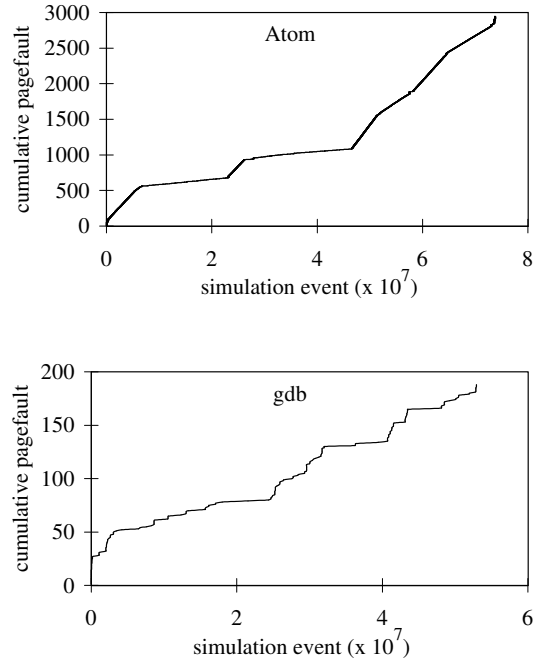 Atom
cumulative pagefault
3000
2500
2000
1500
1000
500
0
0 2 4 6 8
simulation event (x 10^7)
gdb
cumulative pagefault
200
150
100
50
0
0 2 4 6
simulation event (x 10^7)